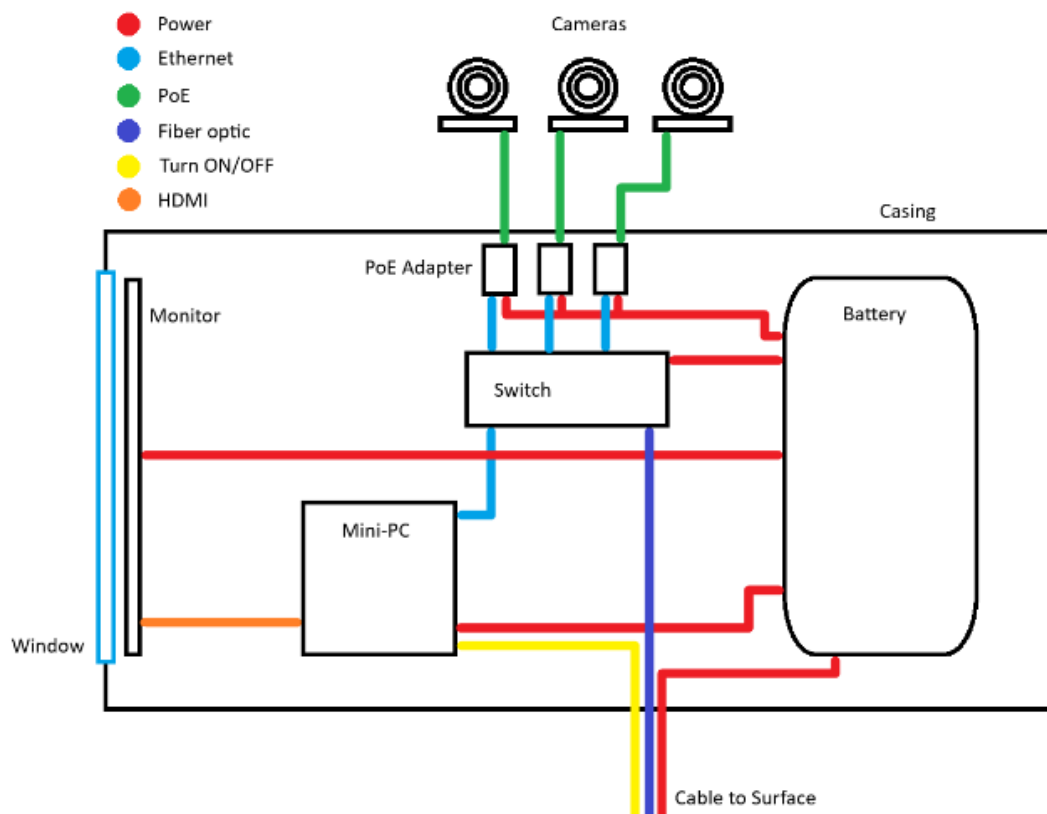 Power
Ethernet
PoE
Fiber optic
Turn ON/OFF
HDMI
Cameras
Casing
PoE Adapter
Monitor
Battery
Switch
Mini-PC
Window
Cable to Surface